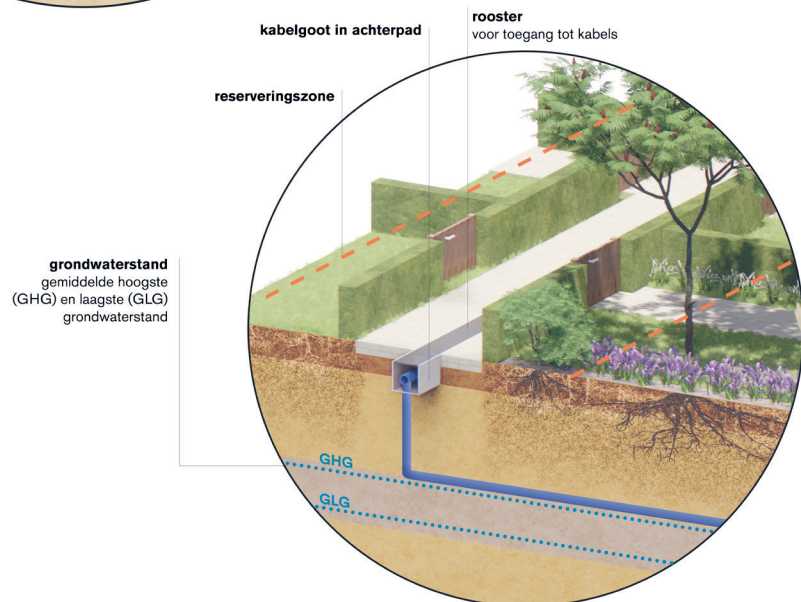 rooster
voor toegang tot kabels
kabelgoot in achterpad
reserveringszone
grondwaterstand
gemiddelde hoogste
(GHG) en laagste (GLG)
grondwaterstand
GHG
GLG